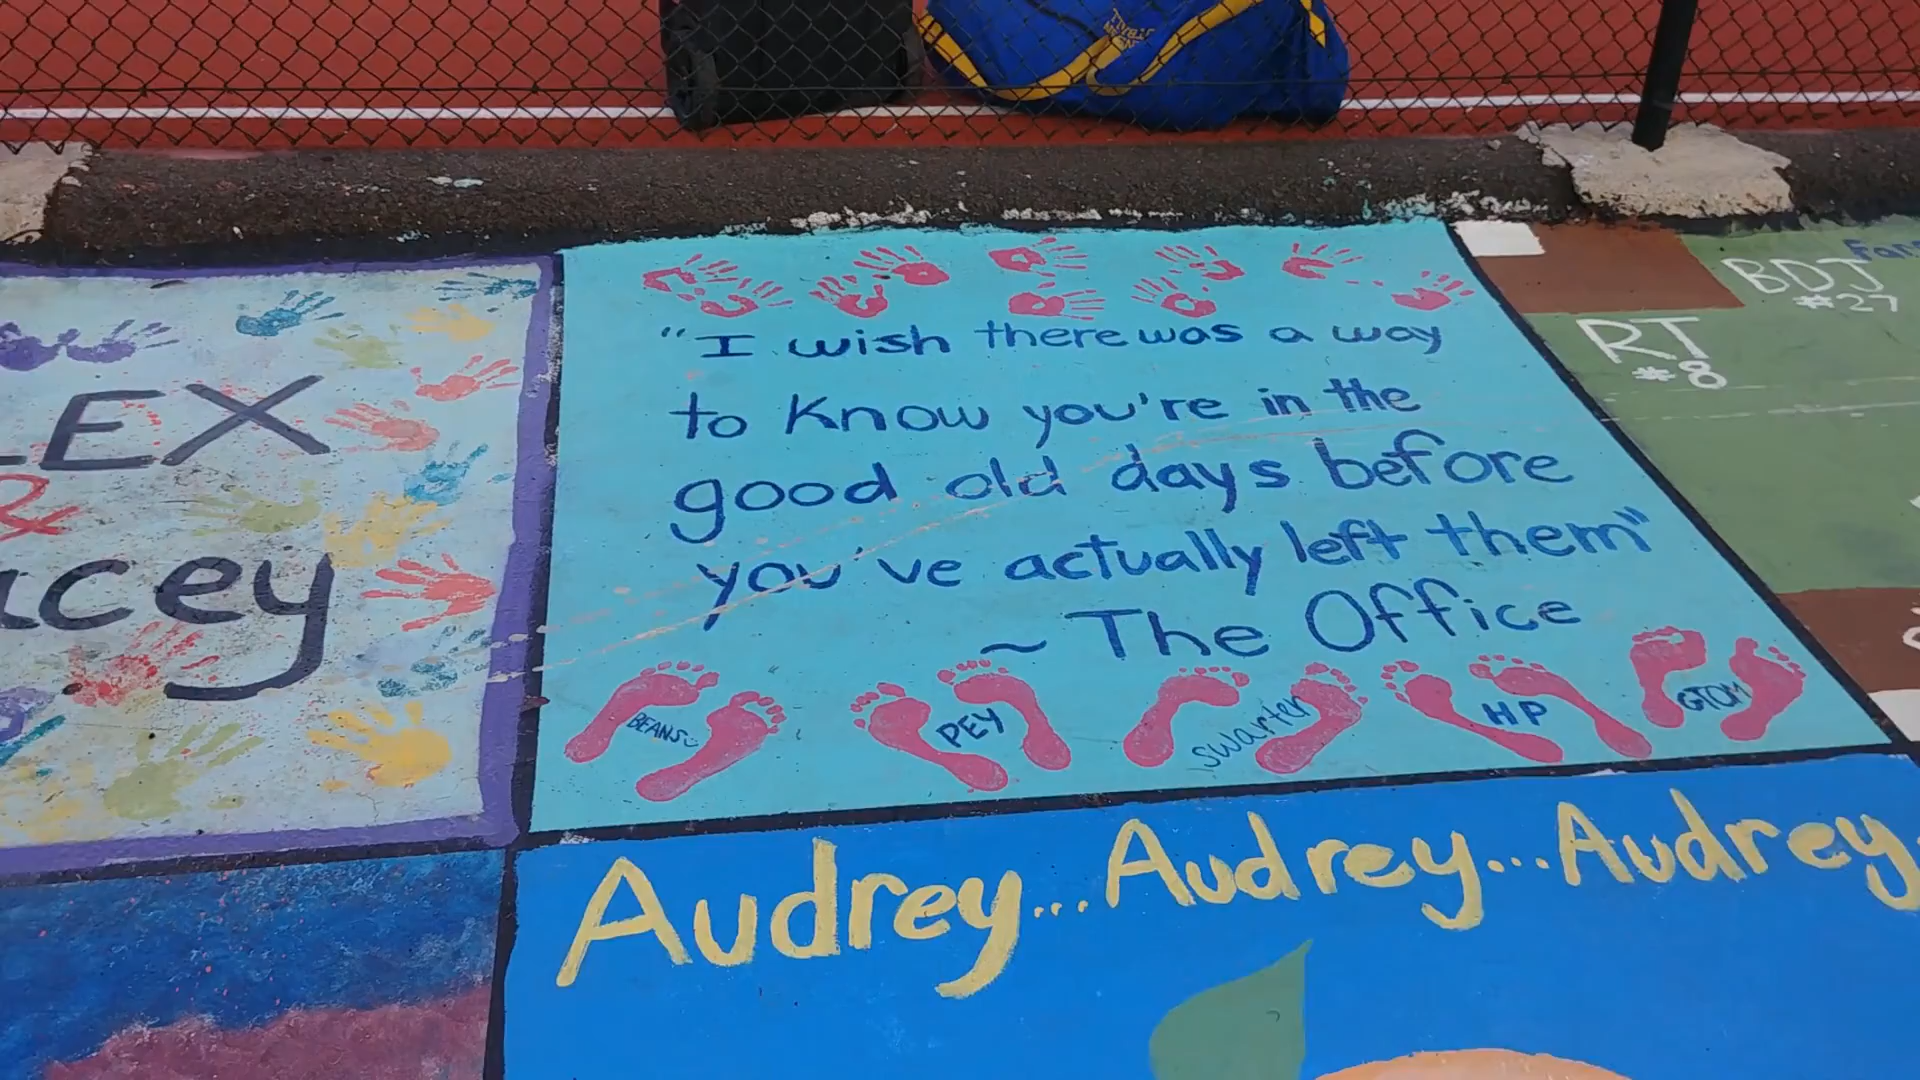 "I wish there was a way
to know you're in the
good old days before
you've actually left them"
~ The Office
BEANS
PEY
swarter
HP
GTOM
LEX
&
acey
BDJ
#27
RT
#8
Audrey...Audrey...Audrey